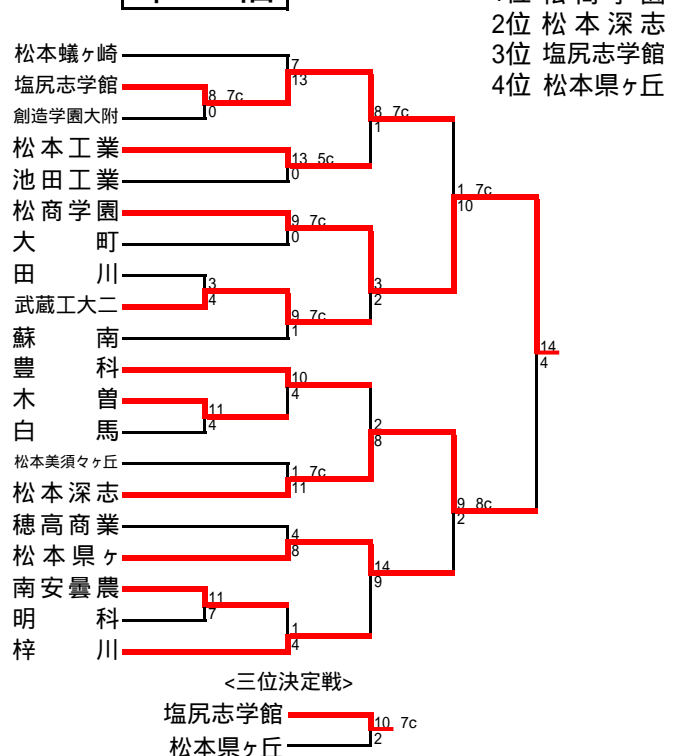 2位 松本深志
3位 塩尻志学館
4位 松本県ヶ丘
松本蟻ヶ崎
7
塩尻志学館
13
8 7c
8 7c
創造学園大附
0
1
松本工業
13 5c
池田工業
0
1 7c
10
松商学園
9 7c
大町
0
田川
3
3
武蔵工大二
4
2
9 7c
蘇南
1
14
4
豊科
10
木曽
4
11
白馬
4
2
8
松本美須々ヶ丘
1 7c
松本深志
11
9 8c
2
穂高商業
4
松本県ヶ
8
14
南安曇農
9
11
明科
7
1
梓川
4
<三位決定戦>
塩尻志学館
10 7c
松本県ヶ丘
2